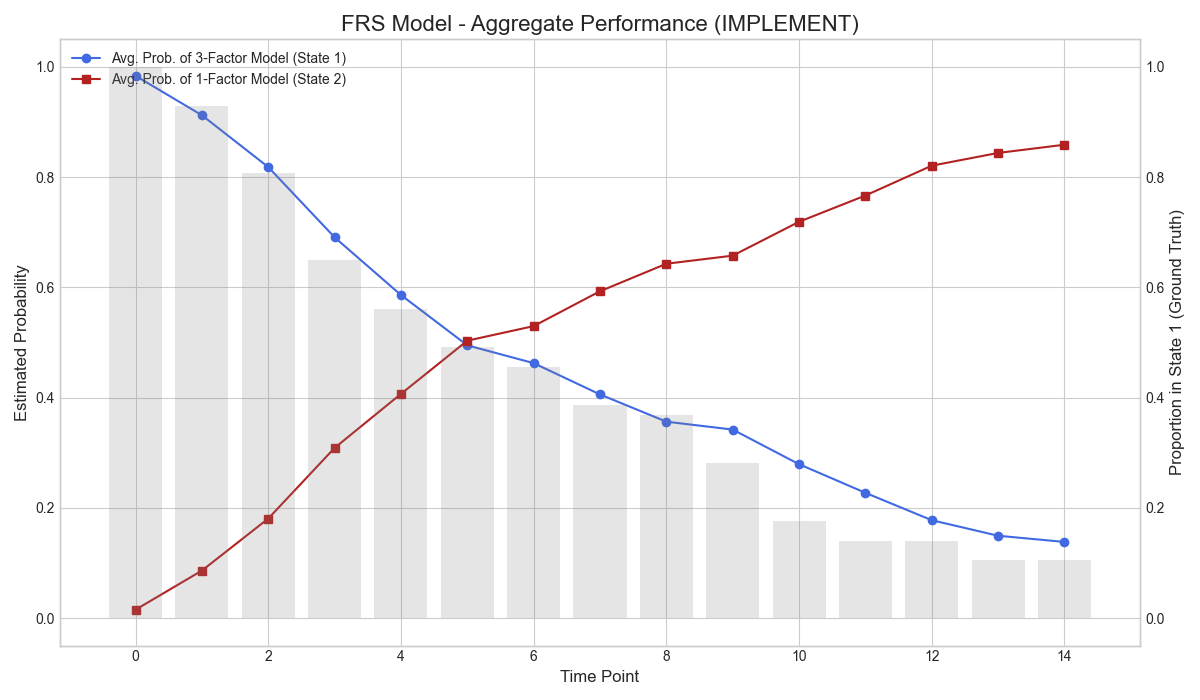 FRS Model - Aggregate Performance (IMPLEMENT)
Avg. Prob. of 3-Factor Model (State 1)
Avg. Prob. of 1-Factor Model (State 2)
Estimated Probability
1.0
0.8
0.6
0.4
0.2
0.0
1.0
0.8
0.6
0.4
0.2
0.0
Proportion in State 1 (Ground Truth)
0 2 4 6 8 10 12 14
Time Point